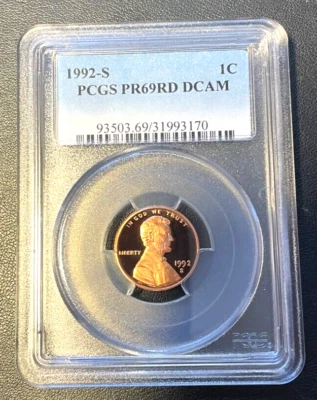 1992-S 1C
PCGS PR69RD DCAM
93503.69/31993170
IN GOD WE TRUST
LIBERTY
1992
S